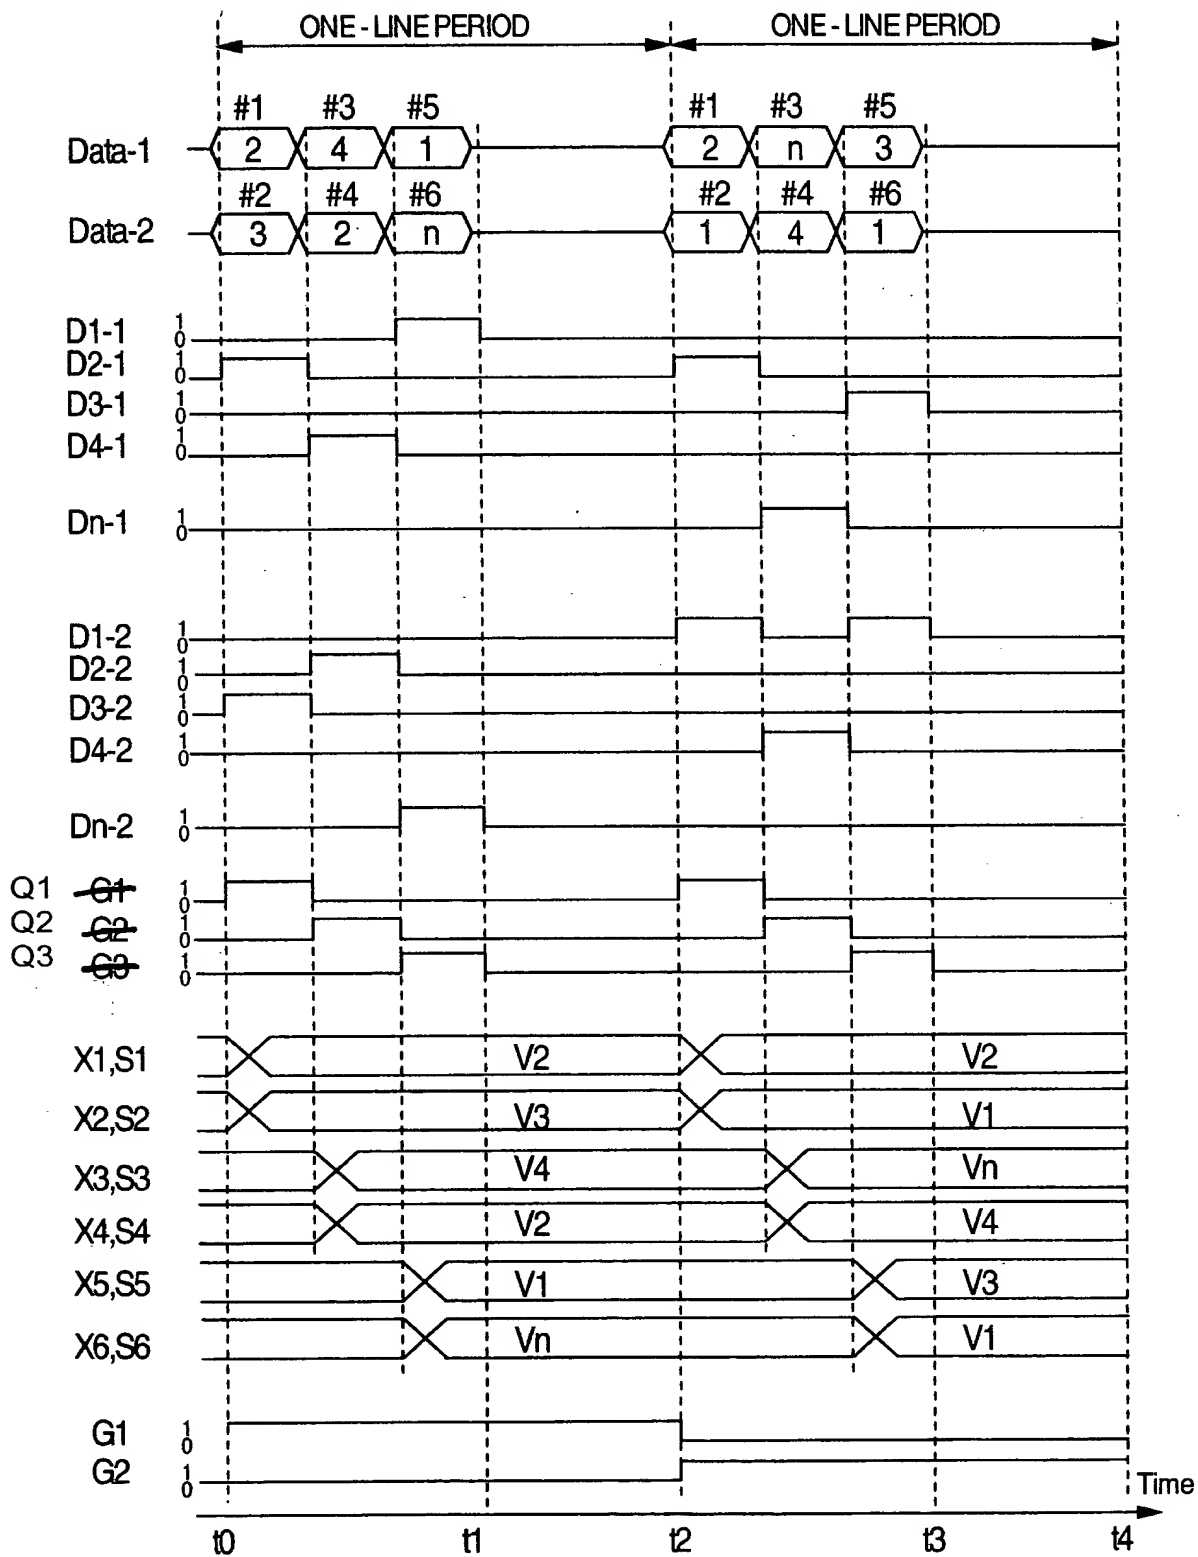 ONE - LINE PERIOD ONE - LINE PERIOD
#1 #3 #5 #1 #3 #5
Data-1 2 4 1 2 n 3
#2 #4 #6 #2 #4 #6
Data-2 3 2 n 1 4 1
D1-1 1 0
D2-1 1 0
D3-1 1 0
D4-1 1 0
Dn-1 1 0
D1-2 1 0
D2-2 1 0
D3-2 1 0
D4-2 1 0
Dn-2 1 0
Q1 G1 1 0
Q2 G2 1 0
Q3 G3 1 0
X1,S1 V2 V2
X2,S2 V3 V1
X3,S3 V4 Vn
X4,S4 V2 V4
X5,S5 V1 V3
X6,S6 Vn V1
G1 1 0
G2 1 0
Time
t0 t1 t2 t3 t4